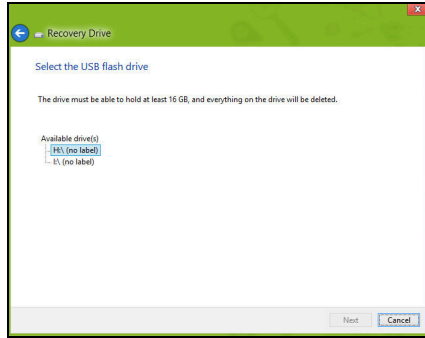 Recovery Drive
Select the USB flash drive
The drive must be able to hold at least 16 GB, and everything on the drive will be deleted.
Available drive(s)
H:\ (no label)
I:\ (no label)
Next
Cancel